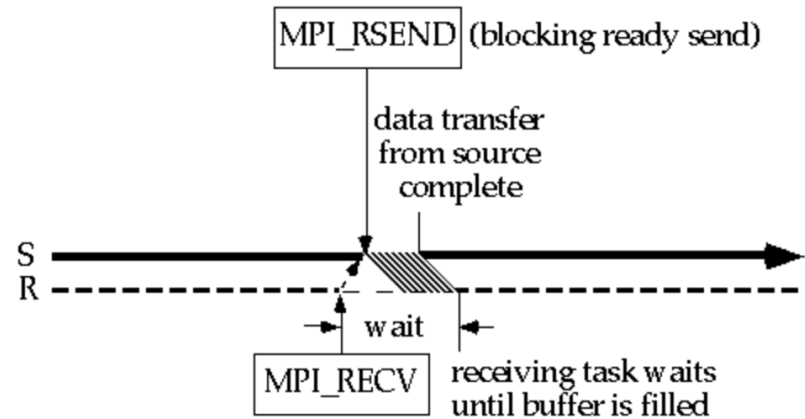 MPI_RSEND (blocking ready send)
data transfer
from source
complete
S
R
wait
MPI_RECV
receiving task waits
until buffer is filled